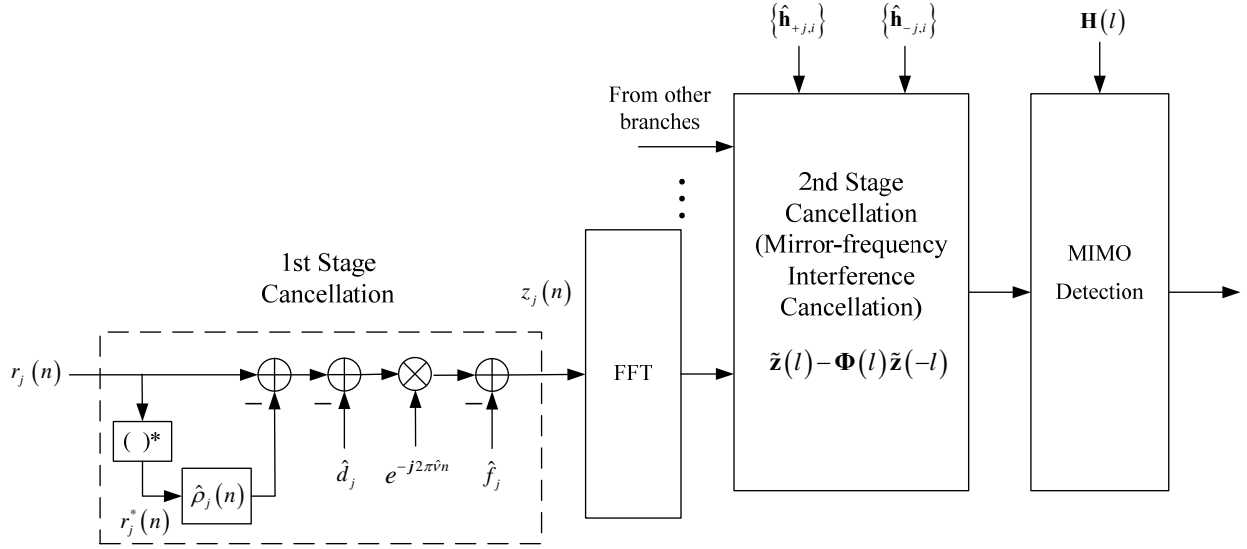 {ĥ₊ⱼ,ᵢ}
{ĥ₋ⱼ,ᵢ}
H(l)
From other
branches
2nd Stage
Cancellation
(Mirror-frequency
Interference
Cancellation)
z̃(l)−Φ(l)z̃(−l)
MIMO
Detection
1st Stage
Cancellation
zⱼ(n)
rⱼ(n)
FFT
( )*
− − −
ρ̂ⱼ(n)
rⱼ*(n)
d̂ⱼ
e^{−j2πν̂n}
f̂ⱼ